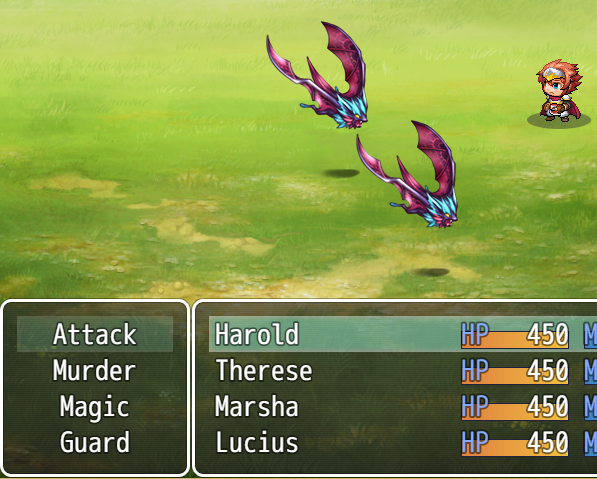 Attack
Murder
Magic
Guard
Harold HP 450 M
Therese HP 450 M
Marsha HP 450 M
Lucius HP 450 M